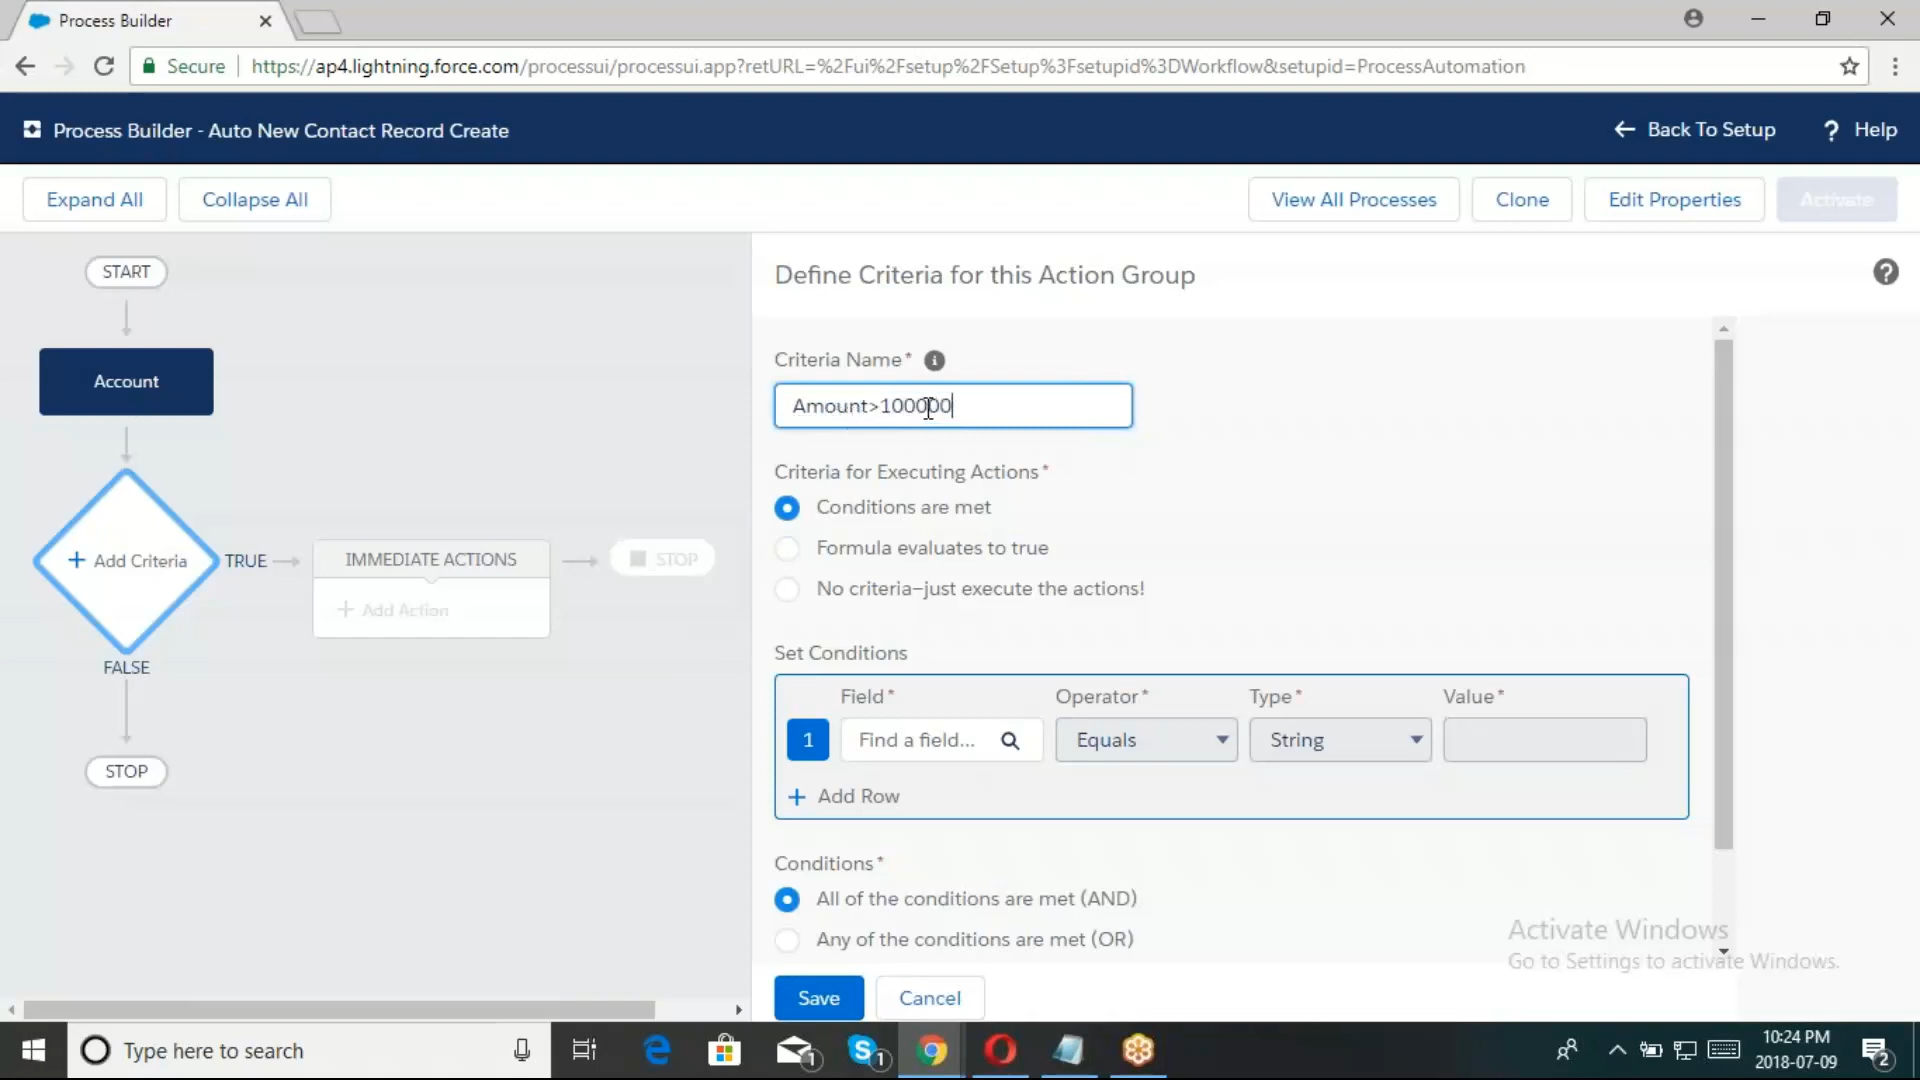 Process Builder
Secure
https://ap4.lightning.force.com/processui/processui.app?retURL=%2Fui%2Fsetup%2FSetup%3Fsetupid%3DWorkflow&setupid=ProcessAutomation
Process Builder - Auto New Contact Record Create
Back To Setup
? Help
Expand All
Collapse All
View All Processes
Clone
Edit Properties
Activate
START
Account
+ Add Criteria
TRUE
IMMEDIATE ACTIONS
+ Add Action
STOP
FALSE
STOP
Define Criteria for this Action Group
Criteria Name*
Amount>100000
Criteria for Executing Actions*
Conditions are met
Formula evaluates to true
No criteria–just execute the actions!
Set Conditions
Field* Operator* Type* Value*
1 Find a field... Equals String
+ Add Row
Conditions*
All of the conditions are met (AND)
Any of the conditions are met (OR)
Save
Cancel
Activate Windows
Go to Settings to activate Windows.
Type here to search
1
1
10:24 PM
2018-07-09
2